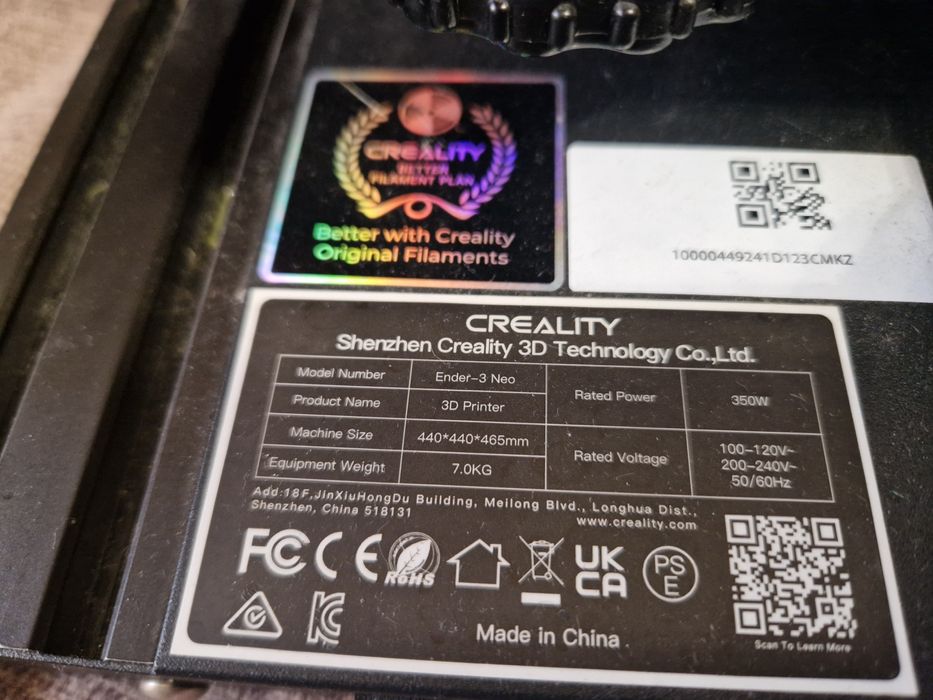 CREALITY
BETTER
FILAMENT PLAN
Better with Creality
Original Filaments
10000449241D123CMKZ
CREALITY
Shenzhen Creality 3D Technology Co.,Ltd.
Model Number Ender-3 Neo
Product Name 3D Printer
Machine Size 440*440*465mm
Equipment Weight 7.0KG
Rated Power 350W
Rated Voltage 100-120V~
200-240V~
50/60Hz
Add:18F,JinXiuHongDu Building, Meilong Blvd., Longhua Dist.,
Shenzhen, China 518131
www.creality.com
FC CE RoHS UK
CA
PS
E
KC
Made in China
Scan To Learn More